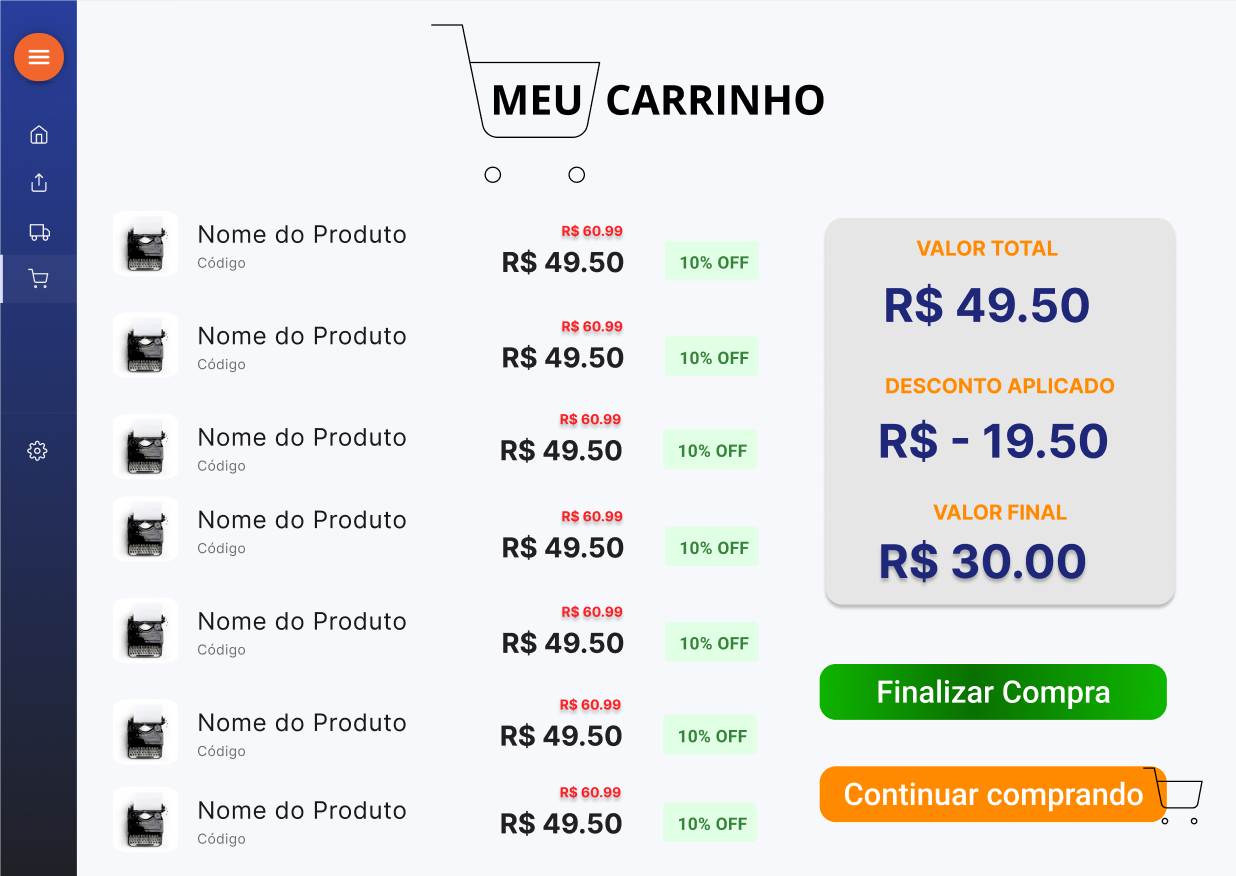 MEU CARRINHO
Nome do Produto
Código
R$ 60.99
R$ 49.50
10% OFF
Nome do Produto
Código
R$ 60.99
R$ 49.50
10% OFF
Nome do Produto
Código
R$ 60.99
R$ 49.50
10% OFF
Nome do Produto
Código
R$ 60.99
R$ 49.50
10% OFF
Nome do Produto
Código
R$ 60.99
R$ 49.50
10% OFF
Nome do Produto
Código
R$ 60.99
R$ 49.50
10% OFF
Nome do Produto
Código
R$ 60.99
R$ 49.50
10% OFF
VALOR TOTAL
R$ 49.50
DESCONTO APLICADO
R$ - 19.50
VALOR FINAL
R$ 30.00
Finalizar Compra
Continuar comprando